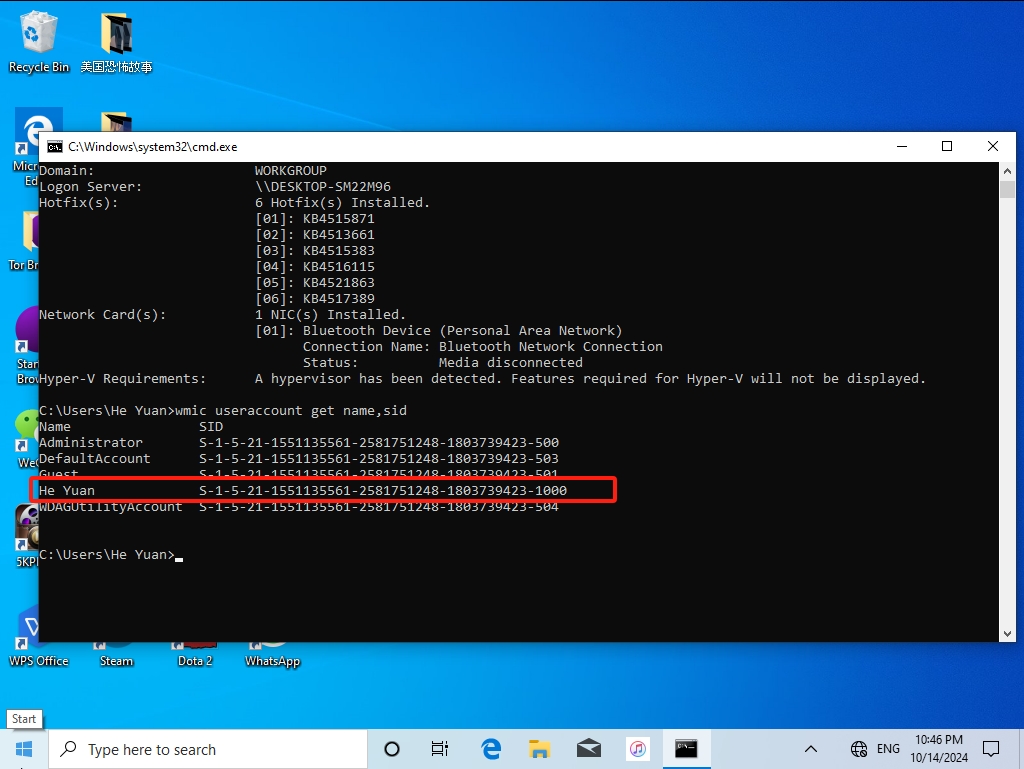 Recycle Bin
美国恐怖故事
C:\Windows\system32\cmd.exe
Domain: WORKGROUP
Logon Server: \\DESKTOP-SM22M96
Hotfix(s): 6 Hotfix(s) Installed.
[01]: KB4515871
[02]: KB4513661
[03]: KB4515383
[04]: KB4516115
[05]: KB4521863
[06]: KB4517389
Network Card(s): 1 NIC(s) Installed.
[01]: Bluetooth Device (Personal Area Network)
Connection Name: Bluetooth Network Connection
Status: Media disconnected
Hyper-V Requirements: A hypervisor has been detected. Features required for Hyper-V will not be displayed.
C:\Users\He Yuan>wmic useraccount get name,sid
Name SID
Administrator S-1-5-21-1551135561-2581751248-1803739423-500
DefaultAccount S-1-5-21-1551135561-2581751248-1803739423-503
Guest S-1-5-21-1551135561-2581751248-1803739423-501
He Yuan S-1-5-21-1551135561-2581751248-1803739423-1000
WDAGUtilityAccount S-1-5-21-1551135561-2581751248-1803739423-504
C:\Users\He Yuan>
Micr
Ed
Tor Br
Star
Brow
We
5KP
WPS Office
Steam
Dota 2
WhatsApp
Start
Type here to search
ENG
10:46 PM
10/14/2024